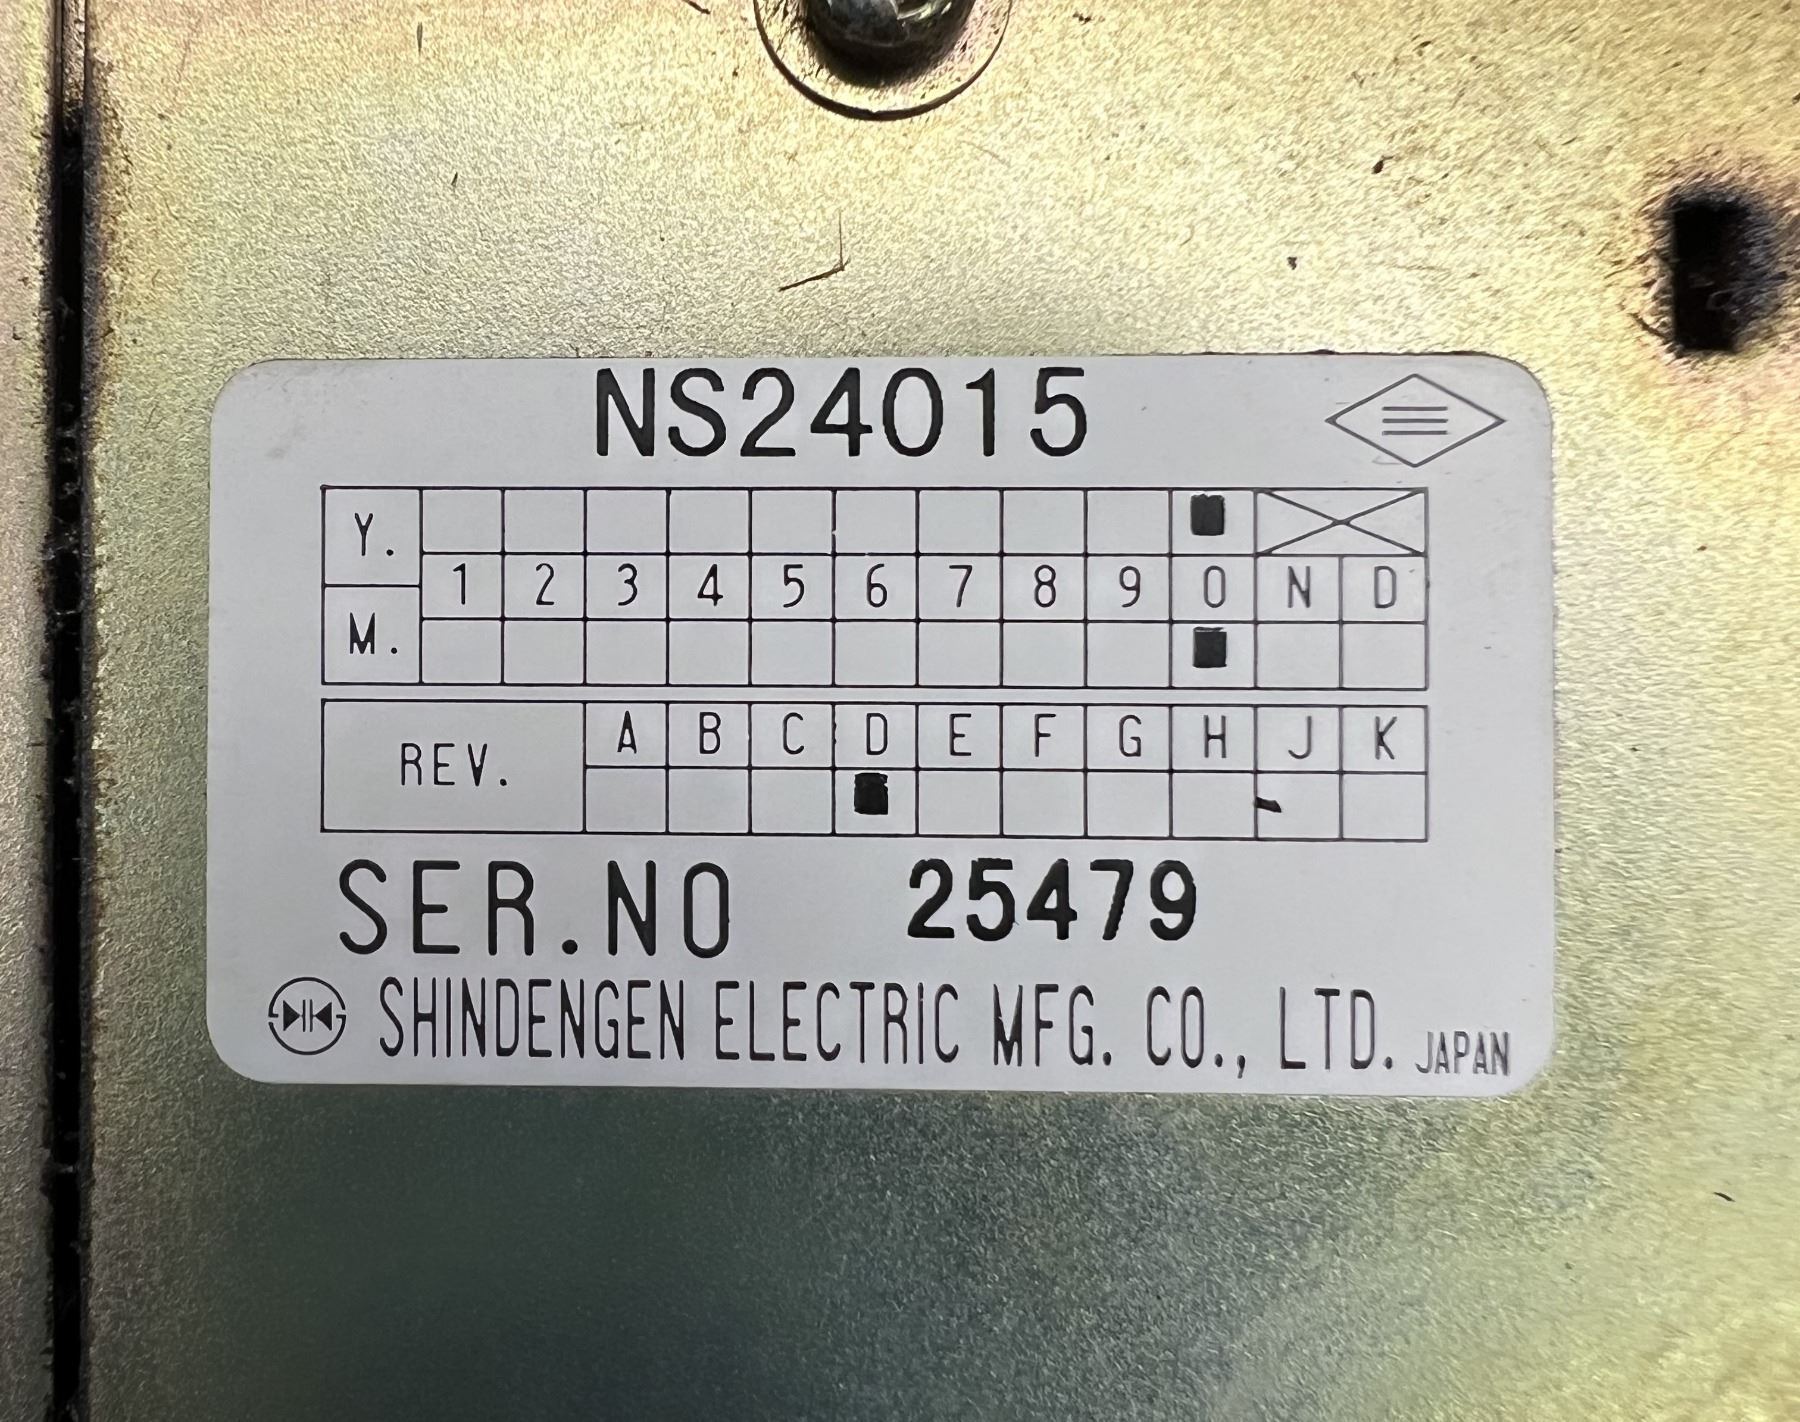 NS24015
Y.
1 2 3 4 5 6 7 8 9 0 N D
M.
A B C D E F G H J K
REV.
SER.NO 25479
SHINDENGEN ELECTRIC MFG. CO., LTD. JAPAN